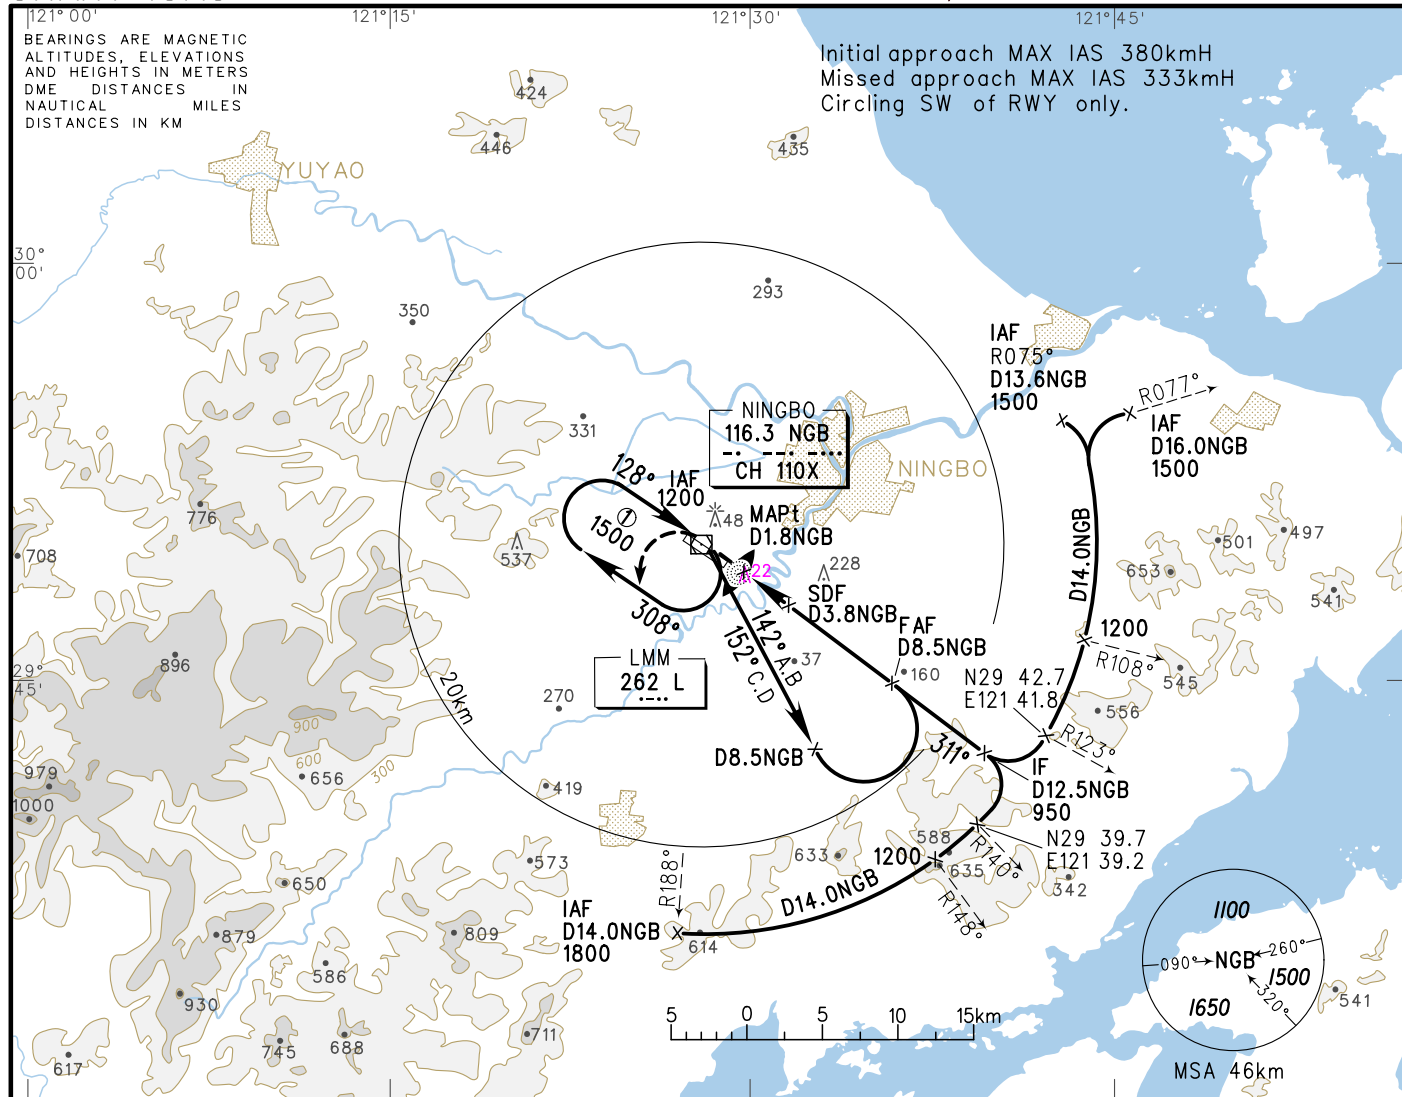 121° 00'
121° 15'
121° 30'
121° 45'
BEARINGS ARE MAGNETIC
ALTITUDES, ELEVATIONS
AND HEIGHTS IN METERS
DME DISTANCES IN
NAUTICAL MILES
DISTANCES IN KM
Initial approach MAX IAS 380kmH
Missed approach MAX IAS 333kmH
Circling SW of RWY only.
424
446
435
YUYAO
30°
00'
293
350
IAF
R075°
D13.6NGB
1500
R077°
IAF
D16.0NGB
1500
331
NINGBO
116.3 NGB
CH 110X
NINGBO
128°
IAF
1200
1
1500
48
MAPt
D1.8NGB
776
537
708
22
228
SDF
D3.8NGB
D14.0NGB
497
501
653
541
308°
142° A.B
152° C.D
FAF
D8.5NGB
1200
R108°
545
896
29°
45'
LMM
262 L
37
160
N29 42.7
E121 41.8
556
20km
270
900
600
300
656
D8.5NGB
311°
R123°
IF
D12.5NGB
950
979
1000
419
N29 39.7
E121 39.2
588
633
1200
635
R140°
342
573
650
R188°
D14.0NGB
R148°
IAF
D14.0NGB
1800
614
809
879
586
930
1100
090°
NGB
260°
1500
320°
1650
541
5 0 5 10 15km
711
745
688
617
MSA 46km